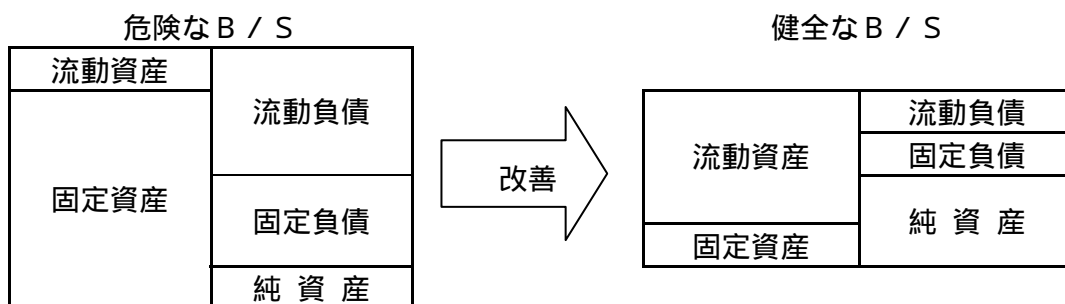 危険なＢ／Ｓ
流動資産
流動負債
固定資産
固定負債
純 資 産
改善
健全なＢ／Ｓ
流動資産
流動負債
固定負債
純 資 産
固定資産